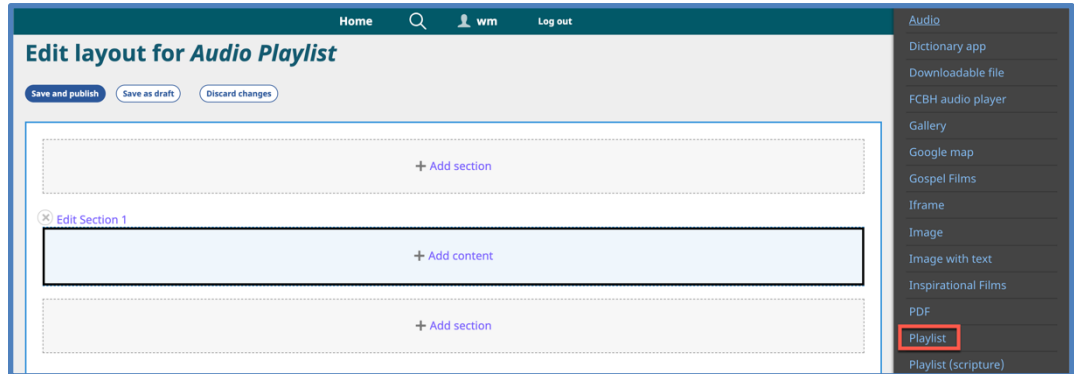 Home wm Log out
Edit layout for Audio Playlist
Save and publish Save as draft Discard changes
+ Add section
Edit Section 1
+ Add content
+ Add section
Audio
Dictionary app
Downloadable file
FCBH audio player
Gallery
Google map
Gospel Films
Iframe
Image
Image with text
Inspirational Films
PDF
Playlist
Playlist (scripture)